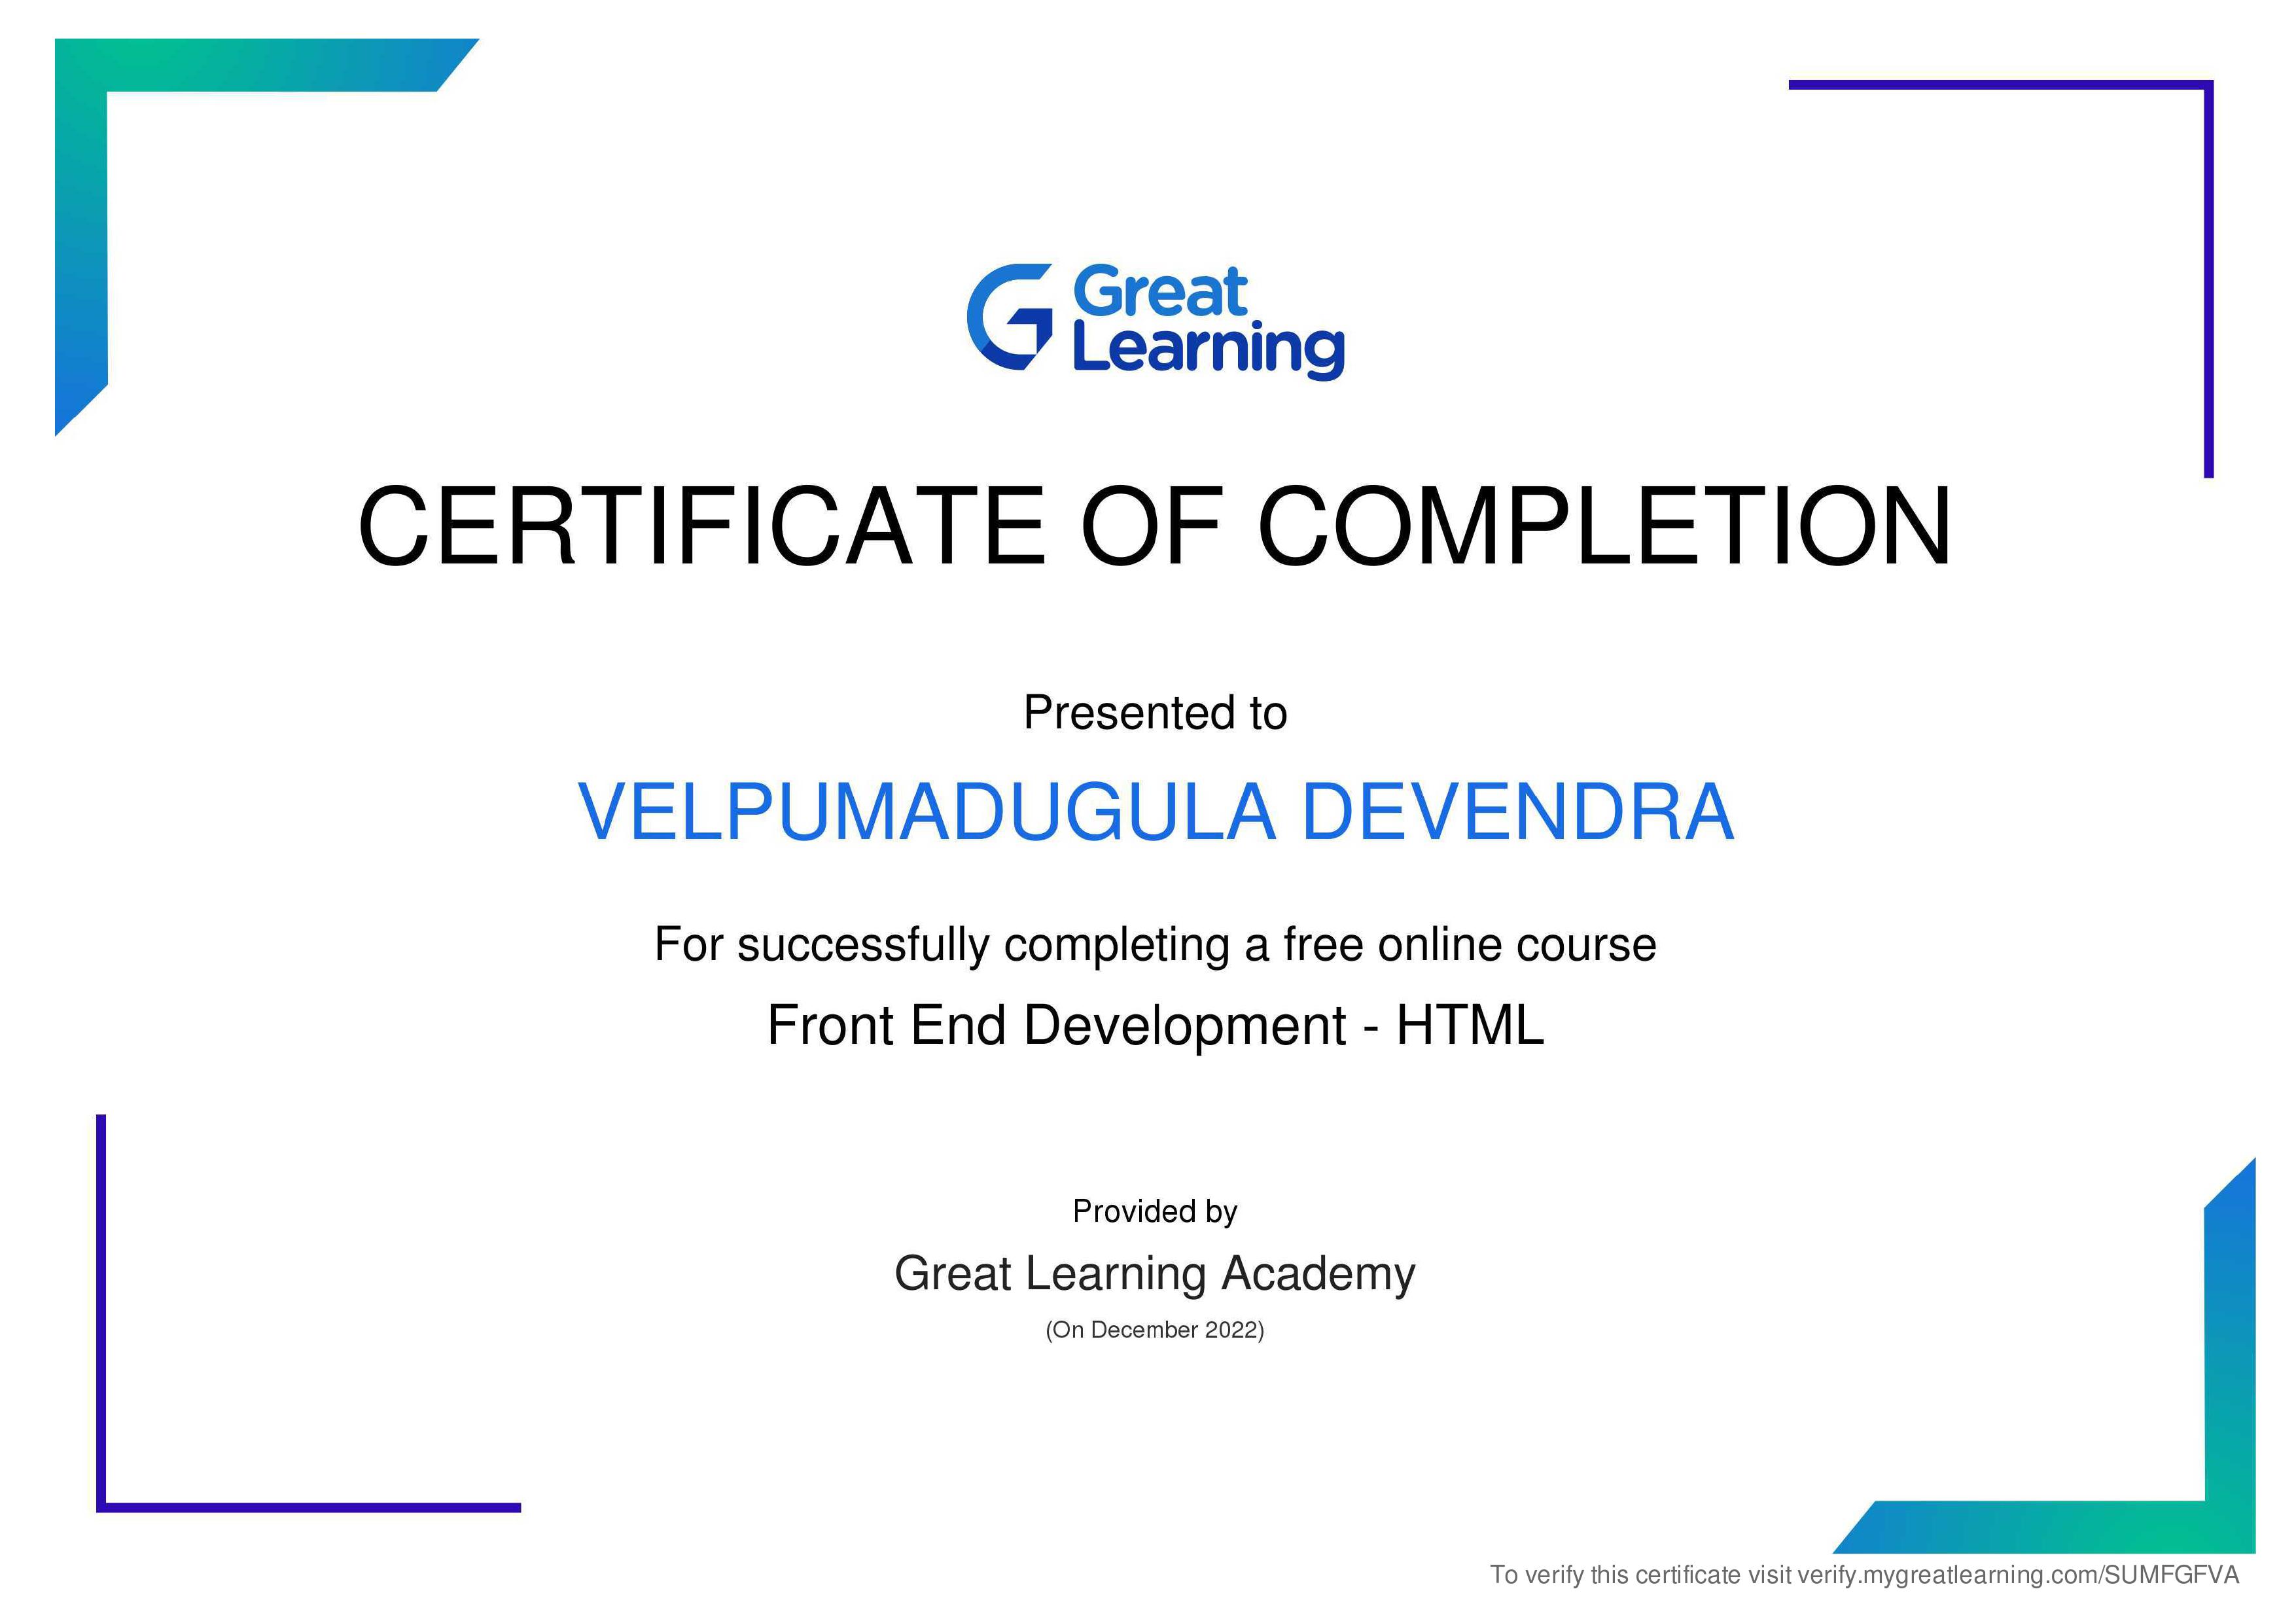 Great
Learning
CERTIFICATE OF COMPLETION
Presented to
VELPUMADUGULA DEVENDRA
For successfully completing a free online course
Front End Development - HTML
Provided by
Great Learning Academy
(On December 2022)
To verify this certificate visit verify.mygreatlearning.com/SUMFGFVA